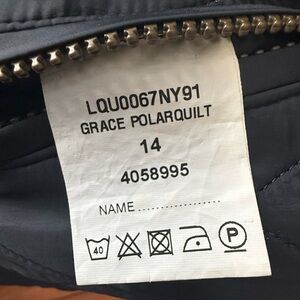 LQU0067NY91
GRACE POLARQUILT
14
4058995
NAME....................
40
P